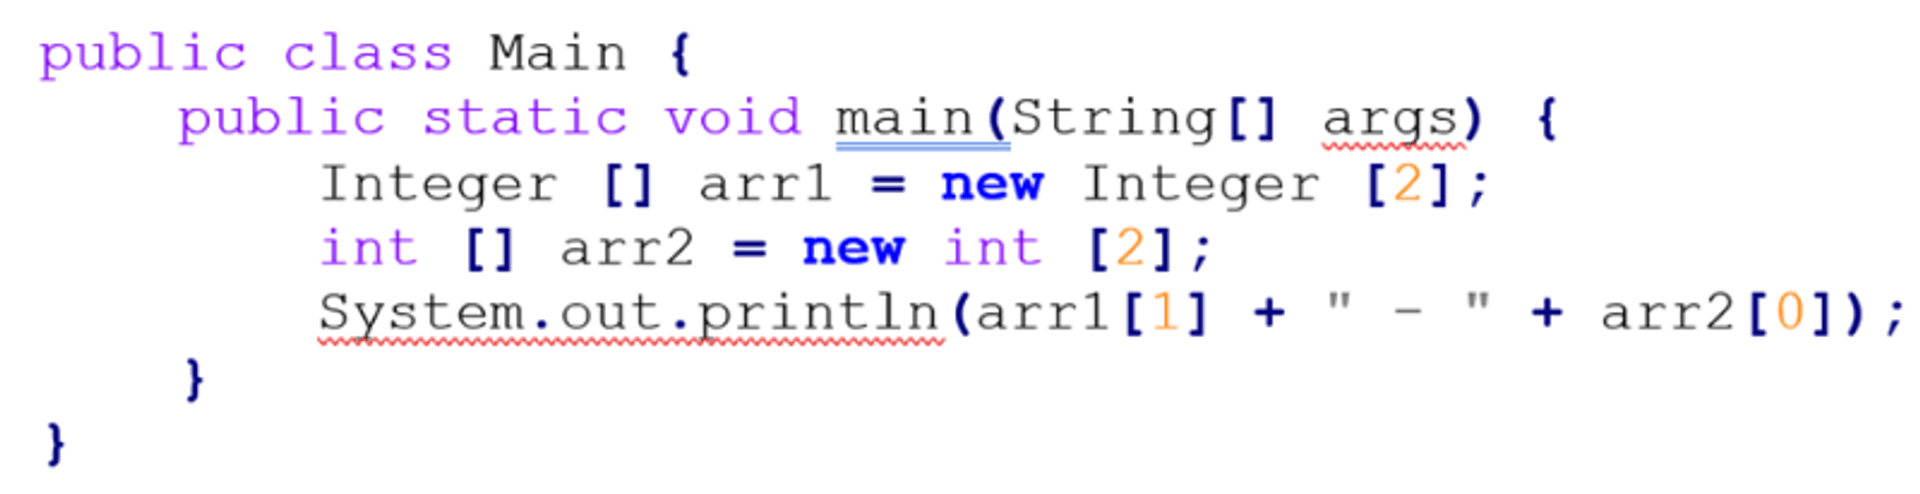 public class Main {
public static void main(String[] args) {
Integer [] arr1 = new Integer [2];
int [] arr2 = new int [2];
System.out.println(arr1[1] + " - " + arr2[0]);
}
}